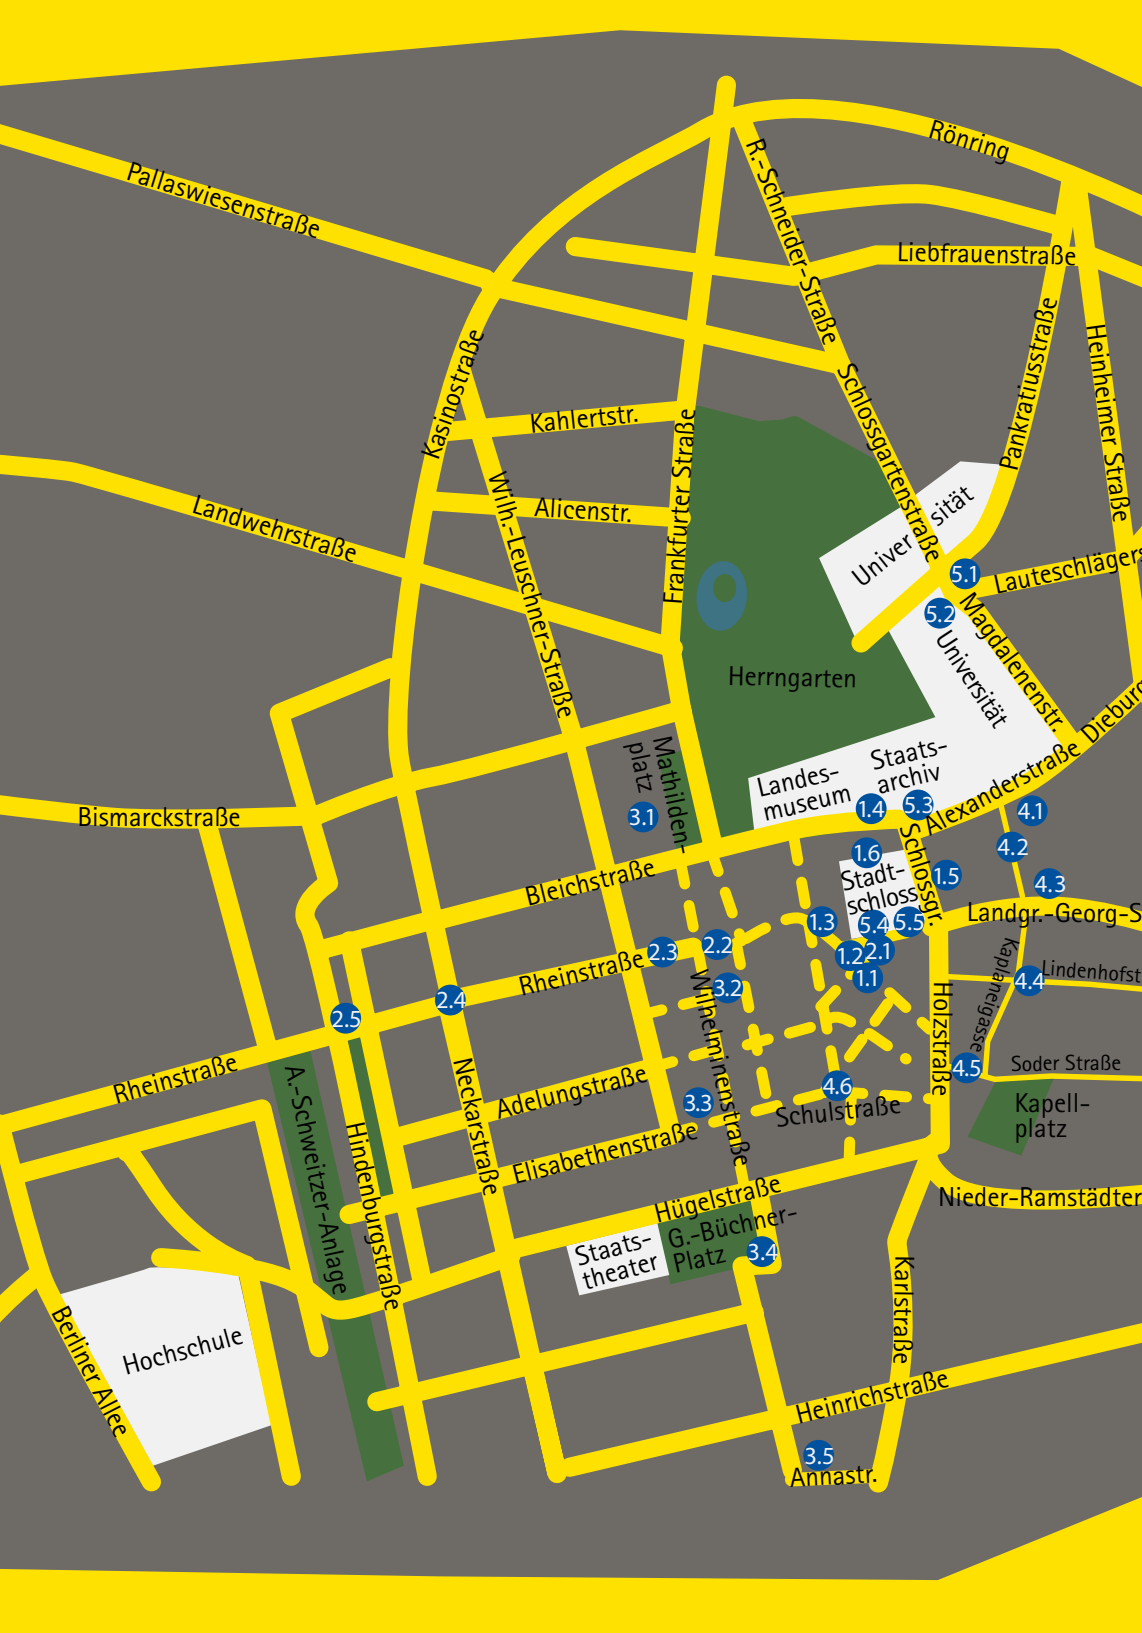 Rönring
R.-Schneider-Straße
Pallaswiesenstraße
Liebfrauenstraße
Pankratiusstraße
Heinheimer Straße
Kasinostraße
Kahlertstr.
Schlossgartenstraße
Frankfurter Straße
Wilh.-Leuschner-Straße
Alicenstr.
Landwehrstraße
Univer
sität
5.1
Lauteschlägers
5.2
Magdalenenstr.
Universität
Herrngarten
Dieburg
Mathilden-
platz
3.1
Landes-
museum
Staats-
archiv
1.4
5.3
Alexanderstraße
4.1
Bismarckstraße
4.2
1.6
Schlossgr.
1.5
4.3
Bleichstraße
Stadt-
schloss
Landgr.-Georg-S
1.3
5.4
5.5
2.3
2.2
1.2
2.1
1.1
Kaplaneigasse
4.4
Lindenhofst
Rheinstraße
3.2
2.4
2.5
Wilhelminenstraße
Holzstraße
Rheinstraße
Neckarstraße
Adelungstraße
4.5
Soder Straße
4.6
3.3
Schulstraße
Kapell-
platz
A.-Schweitzer-Anlage
Hindenburgstraße
Elisabethenstraße
Hügelstraße
Nieder-Ramstädter
Staats-
theater
G.-Büchner-
Platz
3.4
Karlstraße
Berliner Allee
Hochschule
Heinrichstraße
3.5
Annastr.